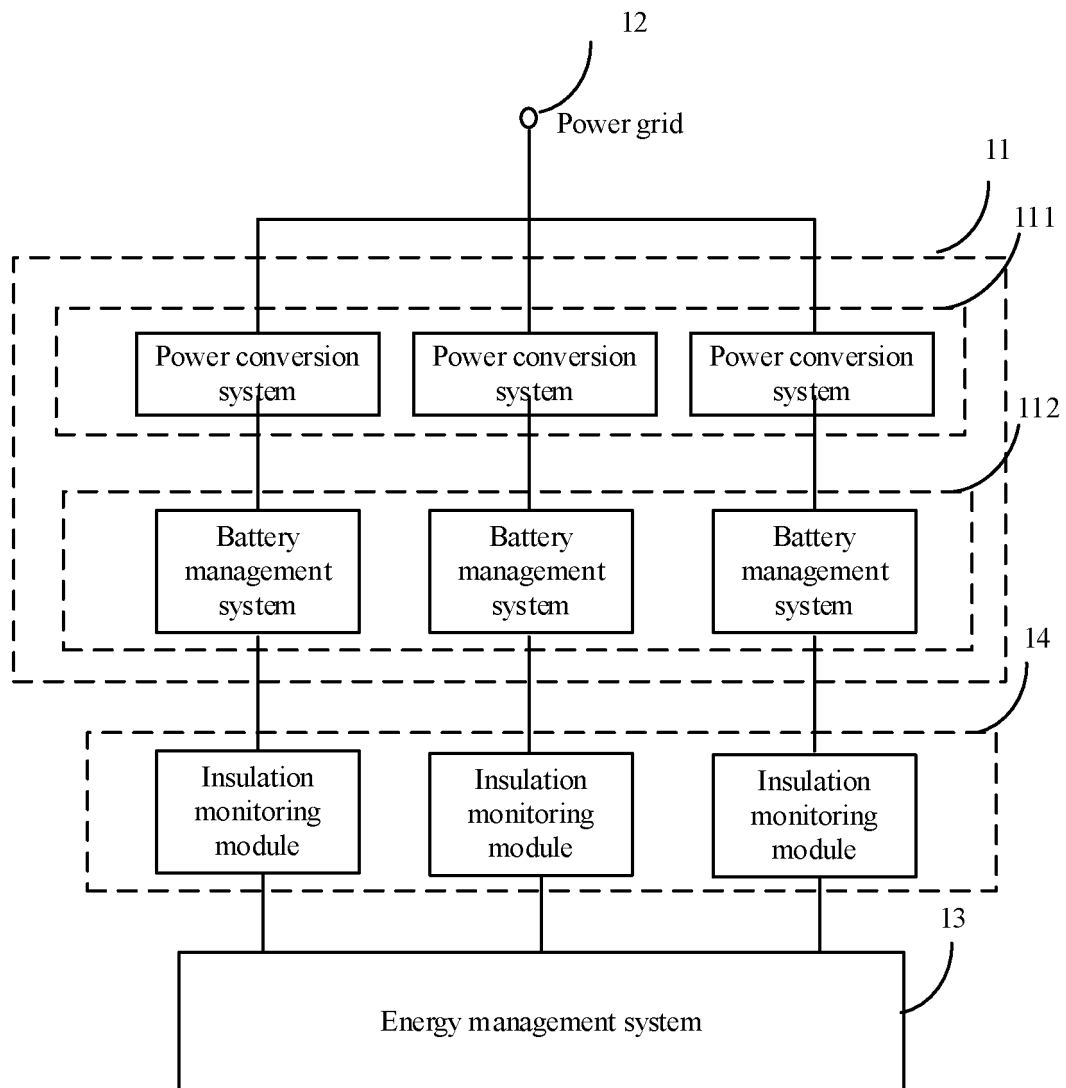 12
Power grid
11
111
Power conversion
system
Power conversion
system
Power conversion
system
112
Battery
management
system
Battery
management
system
Battery
management
system
14
Insulation
monitoring
module
Insulation
monitoring
module
Insulation
monitoring
module
13
Energy management system